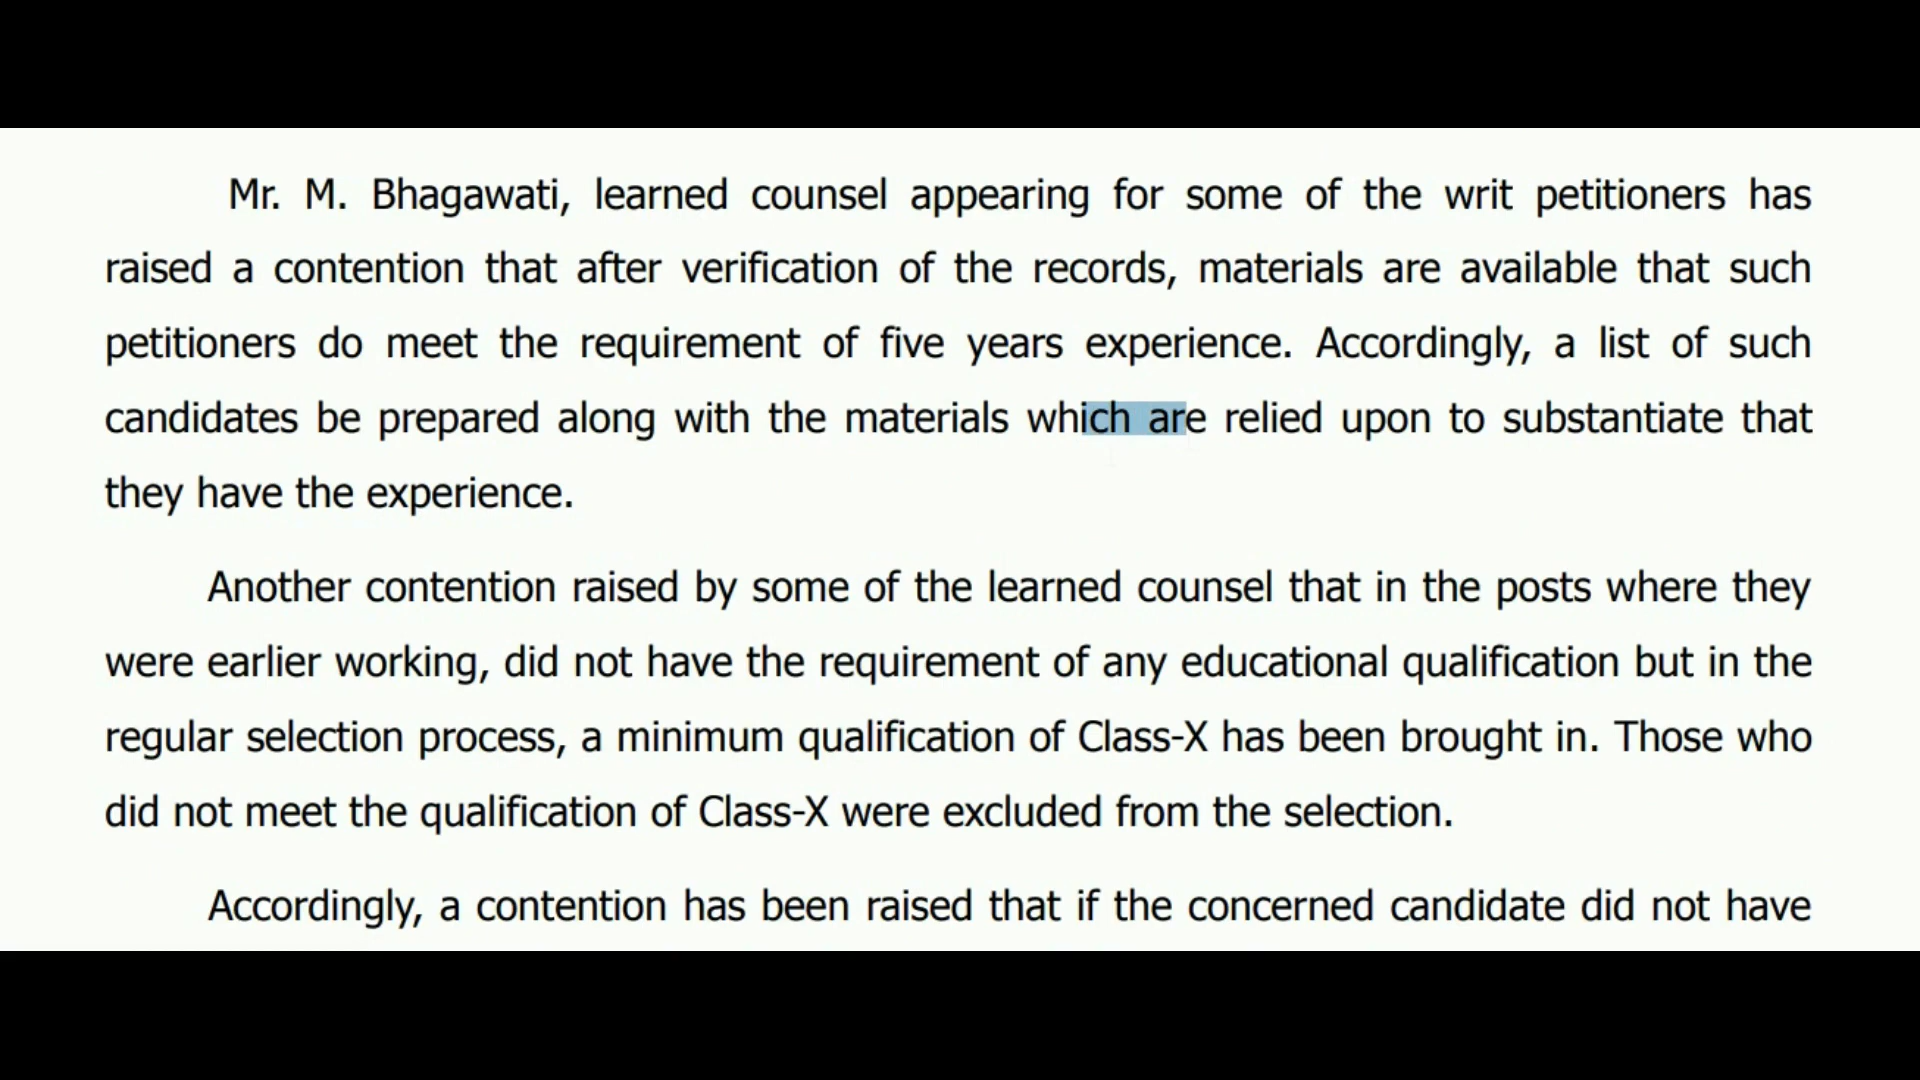 Mr. M. Bhagawati, learned counsel appearing for some of the writ petitioners has
raised a contention that after verification of the records, materials are available that such
petitioners do meet the requirement of five years experience. Accordingly, a list of such
candidates be prepared along with the materials which are relied upon to substantiate that
they have the experience.
Another contention raised by some of the learned counsel that in the posts where they
were earlier working, did not have the requirement of any educational qualification but in the
regular selection process, a minimum qualification of Class-X has been brought in. Those who
did not meet the qualification of Class-X were excluded from the selection.
Accordingly, a contention has been raised that if the concerned candidate did not have